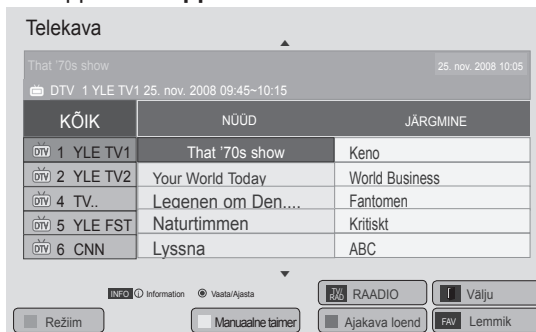 Telekava
That '70s show 25. nov. 2008 10:05
DTV 1 YLE TV1 25. nov. 2008 09:45~10:15
KÕIK NÜÜD JÄRGMINE
DTV 1 YLE TV1 That '70s show Keno
DTV 2 YLE TV2 Your World Today World Business
DTV 4 TV.. Legenen om Den.... Fantomen
DTV 5 YLE FST Naturtimmen Kritiskt
DTV 6 CNN Lyssna ABC
INFO ⓘ Information Vaata/Ajasta TV/RAD RAADIO Välju
Režiim Manuaalne taimer Ajakava loend FAV Lemmik